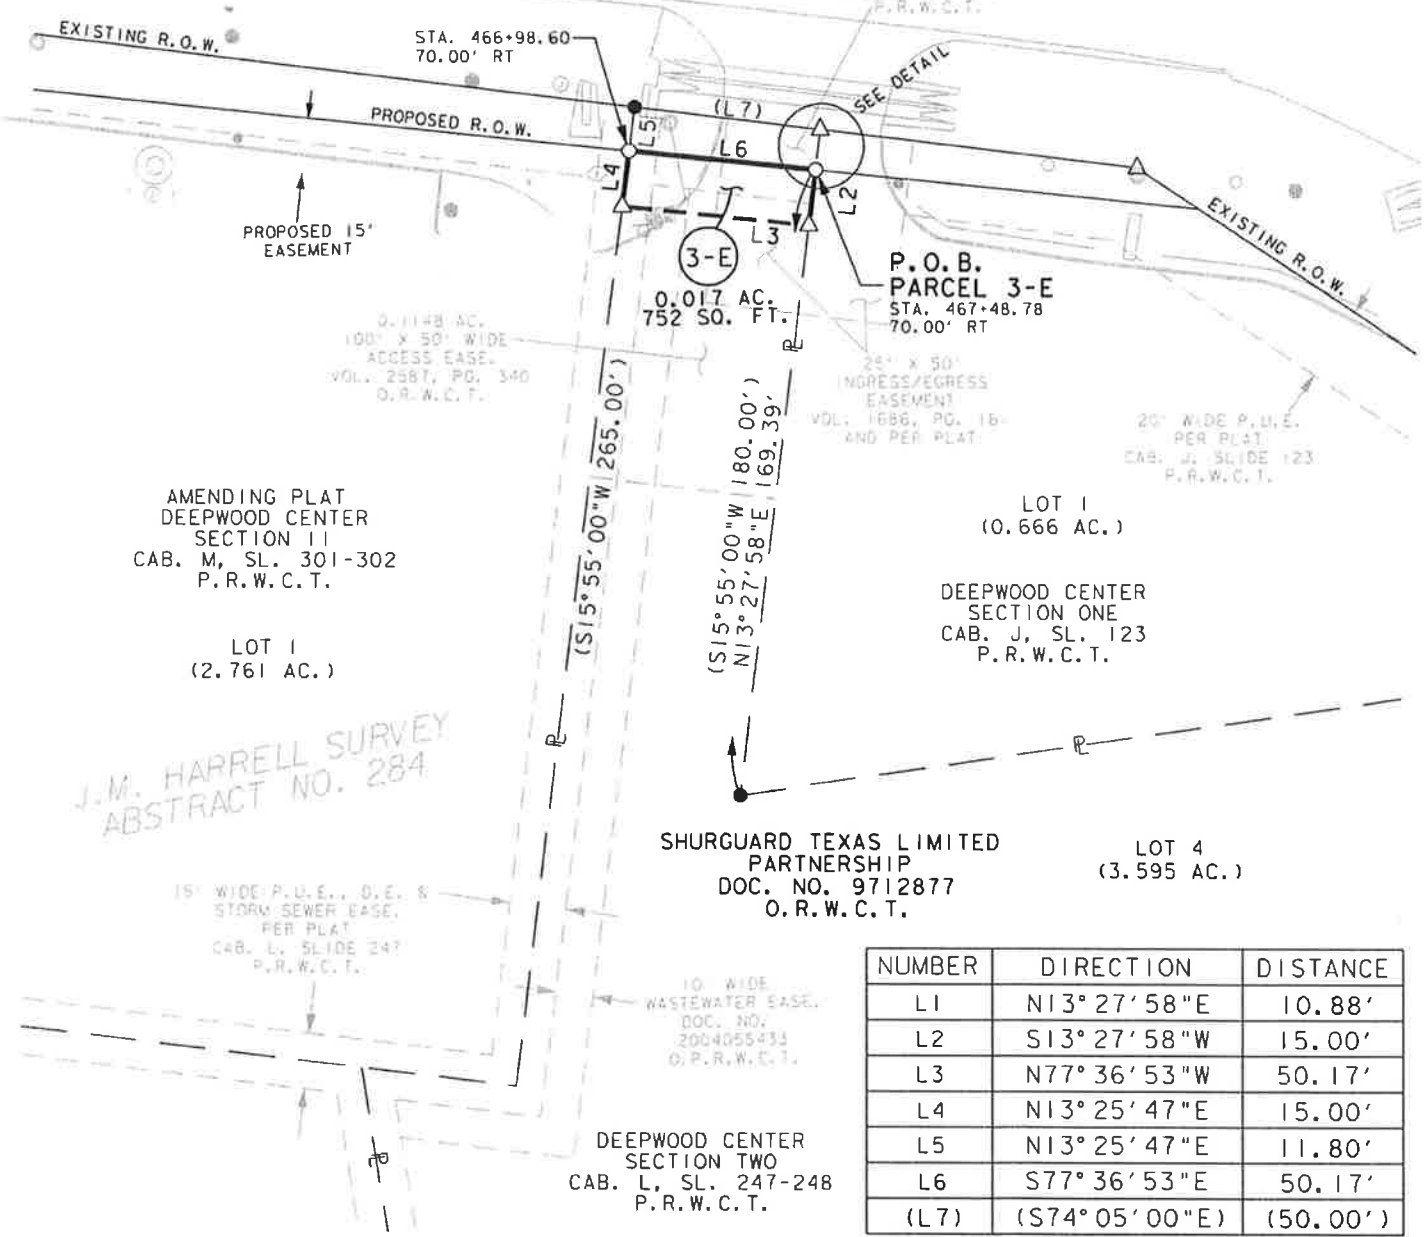 P.R.W.C.T.
EXISTING R.O.W.
STA. 466+98.60
70.00' RT
SEE DETAIL
(L7)
PROPOSED R.O.W.
L5
L6
L4
L2
L3
PROPOSED 15'
EASEMENT
3-E
0.017 AC.
752 SQ. FT.
P.O.B.
PARCEL 3-E
STA. 467+48.78
70.00' RT
EXISTING R.O.W.
0.1148 AC.
100' X 50' WIDE
ACCESS EASE.
VOL. 2587, PG. 340
O.R.W.C.T.
25' X 50'
INGRESS/EGRESS
EASEMENT
VOL. 1686, PG. 16
AND PER PLAT
20' WIDE P.U.E.
PER PLAT
CAB. J, SLIDE 123
P.R.W.C.T.
(S15°55'00"W 265.00')
(S15°55'00"W 180.00')
N13°27'58"E 169.39'
AMENDING PLAT
DEEPWOOD CENTER
SECTION II
CAB. M, SL. 301-302
P.R.W.C.T.
LOT 1
(2.761 AC.)
LOT 1
(0.666 AC.)
DEEPWOOD CENTER
SECTION ONE
CAB. J, SL. 123
P.R.W.C.T.
J.M. HARRELL SURVEY
ABSTRACT NO. 284
SHURGUARD TEXAS LIMITED
PARTNERSHIP
DOC. NO. 9712877
O.R.W.C.T.
LOT 4
(3.595 AC.)
15' WIDE P.U.E., D.E. &
STORM SEWER EASE.
PER PLAT
CAB. L, SLIDE 247
P.R.W.C.T.
10' WIDE
WASTEWATER EASE.
DOC. NO.
2004055433
O.P.R.W.C.T.
DEEPWOOD CENTER
SECTION TWO
CAB. L, SL. 247-248
P.R.W.C.T.
NUMBER DIRECTION DISTANCE
L1 N13°27'58"E 10.88'
L2 S13°27'58"W 15.00'
L3 N77°36'53"W 50.17'
L4 N13°25'47"E 15.00'
L5 N13°25'47"E 11.80'
L6 S77°36'53"E 50.17'
(L7) (S74°05'00"E) (50.00')